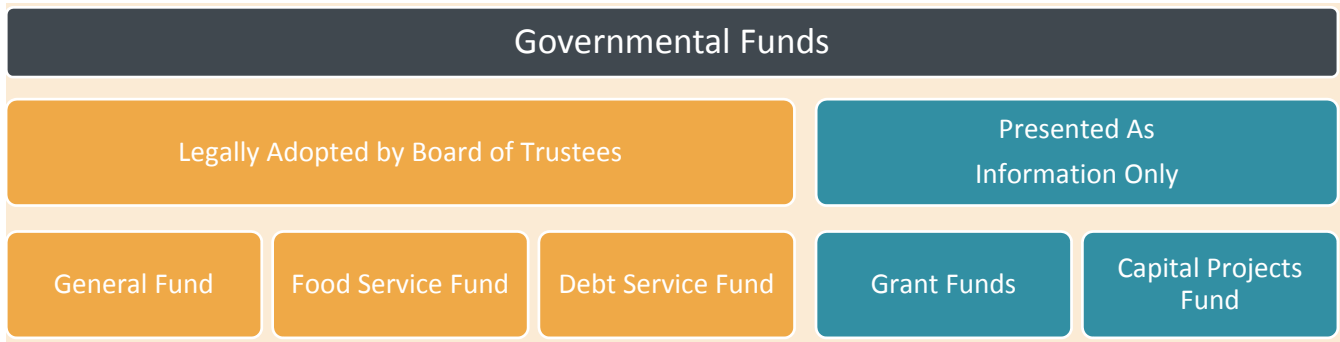 Governmental Funds
Legally Adopted by Board of Trustees
Presented As
Information Only
General Fund
Food Service Fund
Debt Service Fund
Grant Funds
Capital Projects
Fund